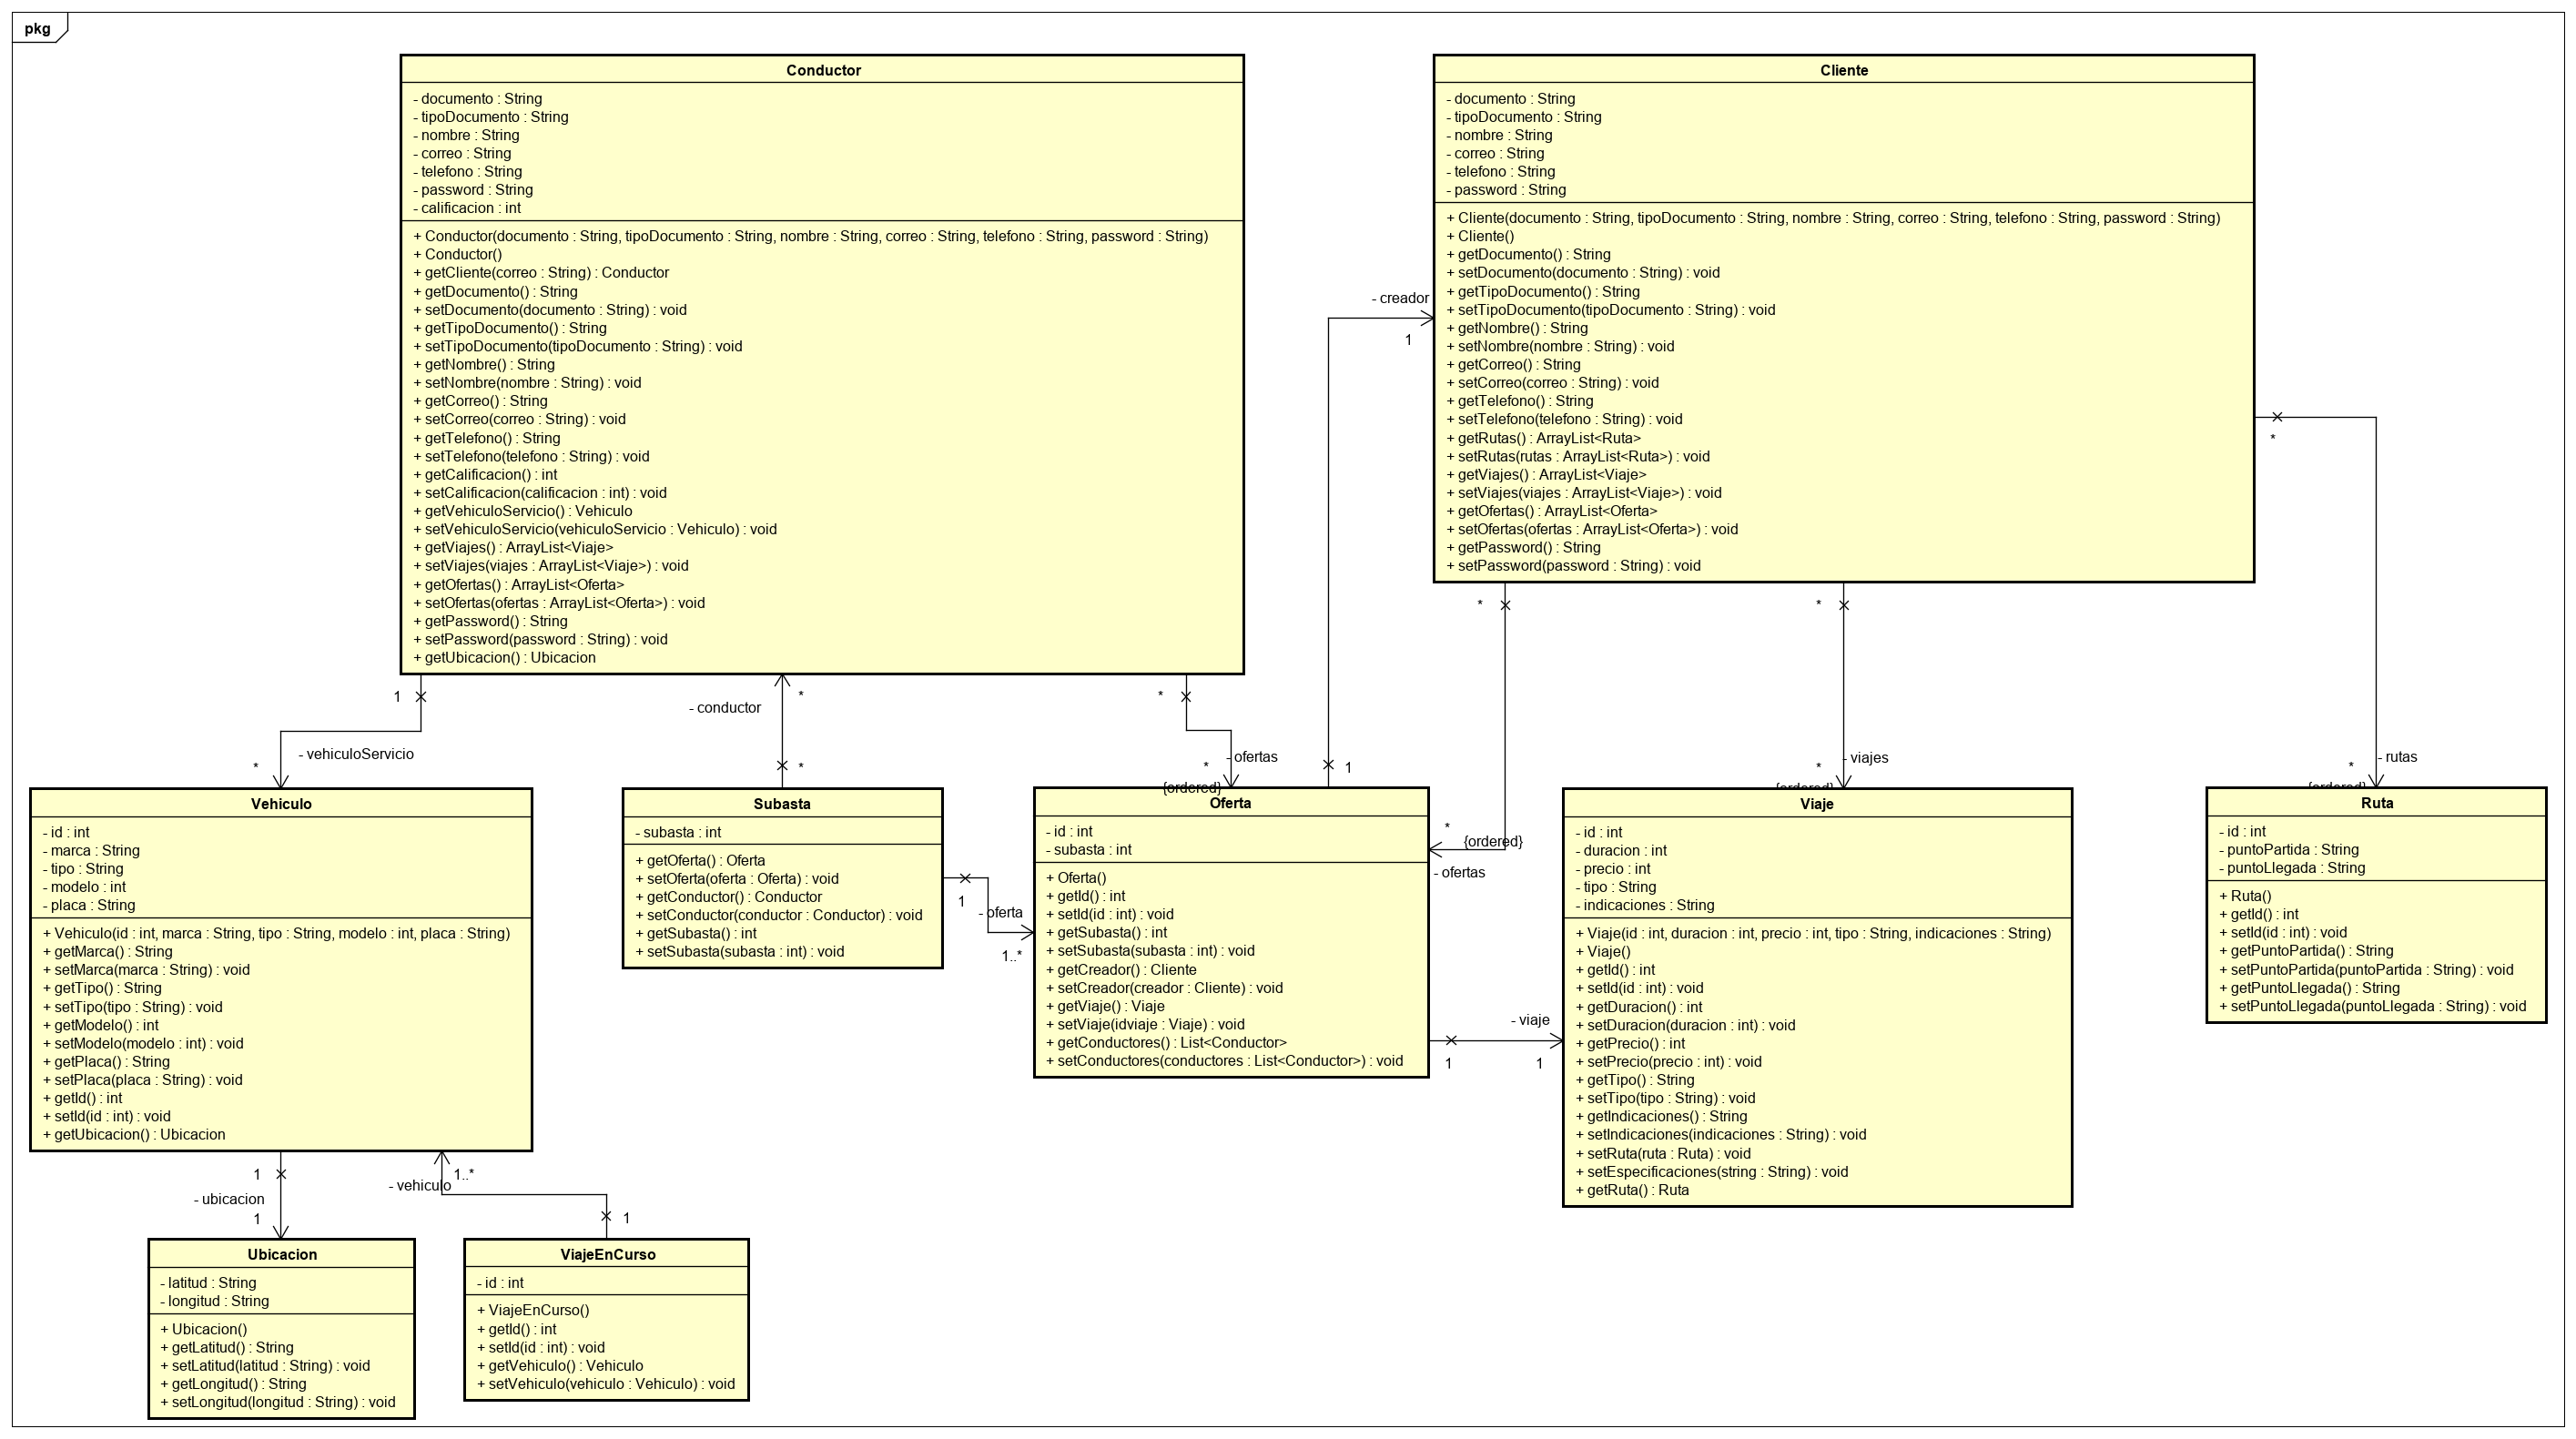 pkg
Conductor
- documento : String
- tipoDocumento : String
- nombre : String
- correo : String
- telefono : String
- password : String
- calificacion : int
+ Conductor(documento : String, tipoDocumento : String, nombre : String, correo : String, telefono : String, password : String)
+ Conductor()
+ getCliente(correo : String) : Conductor
+ getDocumento() : String
+ setDocumento(documento : String) : void
+ getTipoDocumento() : String
+ setTipoDocumento(tipoDocumento : String) : void
+ getNombre() : String
+ setNombre(nombre : String) : void
+ getCorreo() : String
+ setCorreo(correo : String) : void
+ getTelefono() : String
+ setTelefono(telefono : String) : void
+ getCalificacion() : int
+ setCalificacion(calificacion : int) : void
+ getVehiculoServicio() : Vehiculo
+ setVehiculoServicio(vehiculoServicio : Vehiculo) : void
+ getViajes() : ArrayList<Viaje>
+ setViajes(viajes : ArrayList<Viaje>) : void
+ getOfertas() : ArrayList<Oferta>
+ setOfertas(ofertas : ArrayList<Oferta>) : void
+ getPassword() : String
+ setPassword(password : String) : void
+ getUbicacion() : Ubicacion
Cliente
- documento : String
- tipoDocumento : String
- nombre : String
- correo : String
- telefono : String
- password : String
+ Cliente(documento : String, tipoDocumento : String, nombre : String, correo : String, telefono : String, password : String)
+ Cliente()
+ getDocumento() : String
+ setDocumento(documento : String) : void
+ getTipoDocumento() : String
+ setTipoDocumento(tipoDocumento : String) : void
+ getNombre() : String
+ setNombre(nombre : String) : void
+ getCorreo() : String
+ setCorreo(correo : String) : void
+ getTelefono() : String
+ setTelefono(telefono : String) : void
+ getRutas() : ArrayList<Ruta>
+ setRutas(rutas : ArrayList<Ruta>) : void
+ getViajes() : ArrayList<Viaje>
+ setViajes(viajes : ArrayList<Viaje>) : void
+ getOfertas() : ArrayList<Oferta>
+ setOfertas(ofertas : ArrayList<Oferta>) : void
+ getPassword() : String
+ setPassword(password : String) : void
- creador
1
*
1
- vehiculoServicio
*
*
- conductor
*
*
- ofertas
*
{ordered}
1
*
*
{ordered}
- ofertas
*
- viajes
*
{ordered}
- rutas
*
{ordered}
Vehiculo
- id : int
- marca : String
- tipo : String
- modelo : int
- placa : String
+ Vehiculo(id : int, marca : String, tipo : String, modelo : int, placa : String)
+ getMarca() : String
+ setMarca(marca : String) : void
+ getTipo() : String
+ setTipo(tipo : String) : void
+ getModelo() : int
+ setModelo(modelo : int) : void
+ getPlaca() : String
+ setPlaca(placa : String) : void
+ getId() : int
+ setId(id : int) : void
+ getUbicacion() : Ubicacion
Subasta
- subasta : int
+ getOferta() : Oferta
+ setOferta(oferta : Oferta) : void
+ getConductor() : Conductor
+ setConductor(conductor : Conductor) : void
+ getSubasta() : int
+ setSubasta(subasta : int) : void
1
- oferta
1..*
Oferta
- id : int
- subasta : int
+ Oferta()
+ getId() : int
+ setId(id : int) : void
+ getSubasta() : int
+ setSubasta(subasta : int) : void
+ getCreador() : Cliente
+ setCreador(creador : Cliente) : void
+ getViaje() : Viaje
+ setViaje(idviaje : Viaje) : void
+ getConductores() : List<Conductor>
+ setConductores(conductores : List<Conductor>) : void
- viaje
1
1
Viaje
- id : int
- duracion : int
- precio : int
- tipo : String
- indicaciones : String
+ Viaje(id : int, duracion : int, precio : int, tipo : String, indicaciones : String)
+ Viaje()
+ getId() : int
+ setId(id : int) : void
+ getDuracion() : int
+ setDuracion(duracion : int) : void
+ getPrecio() : int
+ setPrecio(precio : int) : void
+ getTipo() : String
+ setTipo(tipo : String) : void
+ getIndicaciones() : String
+ setIndicaciones(indicaciones : String) : void
+ setRuta(ruta : Ruta) : void
+ setEspecificaciones(string : String) : void
+ getRuta() : Ruta
Ruta
- id : int
- puntoPartida : String
- puntoLlegada : String
+ Ruta()
+ getId() : int
+ setId(id : int) : void
+ getPuntoPartida() : String
+ setPuntoPartida(puntoPartida : String) : void
+ getPuntoLlegada() : String
+ setPuntoLlegada(puntoLlegada : String) : void
1
- ubicacion
1
1..*
- vehiculo
1
Ubicacion
- latitud : String
- longitud : String
+ Ubicacion()
+ getLatitud() : String
+ setLatitud(latitud : String) : void
+ getLongitud() : String
+ setLongitud(longitud : String) : void
ViajeEnCurso
- id : int
+ ViajeEnCurso()
+ getId() : int
+ setId(id : int) : void
+ getVehiculo() : Vehiculo
+ setVehiculo(vehiculo : Vehiculo) : void